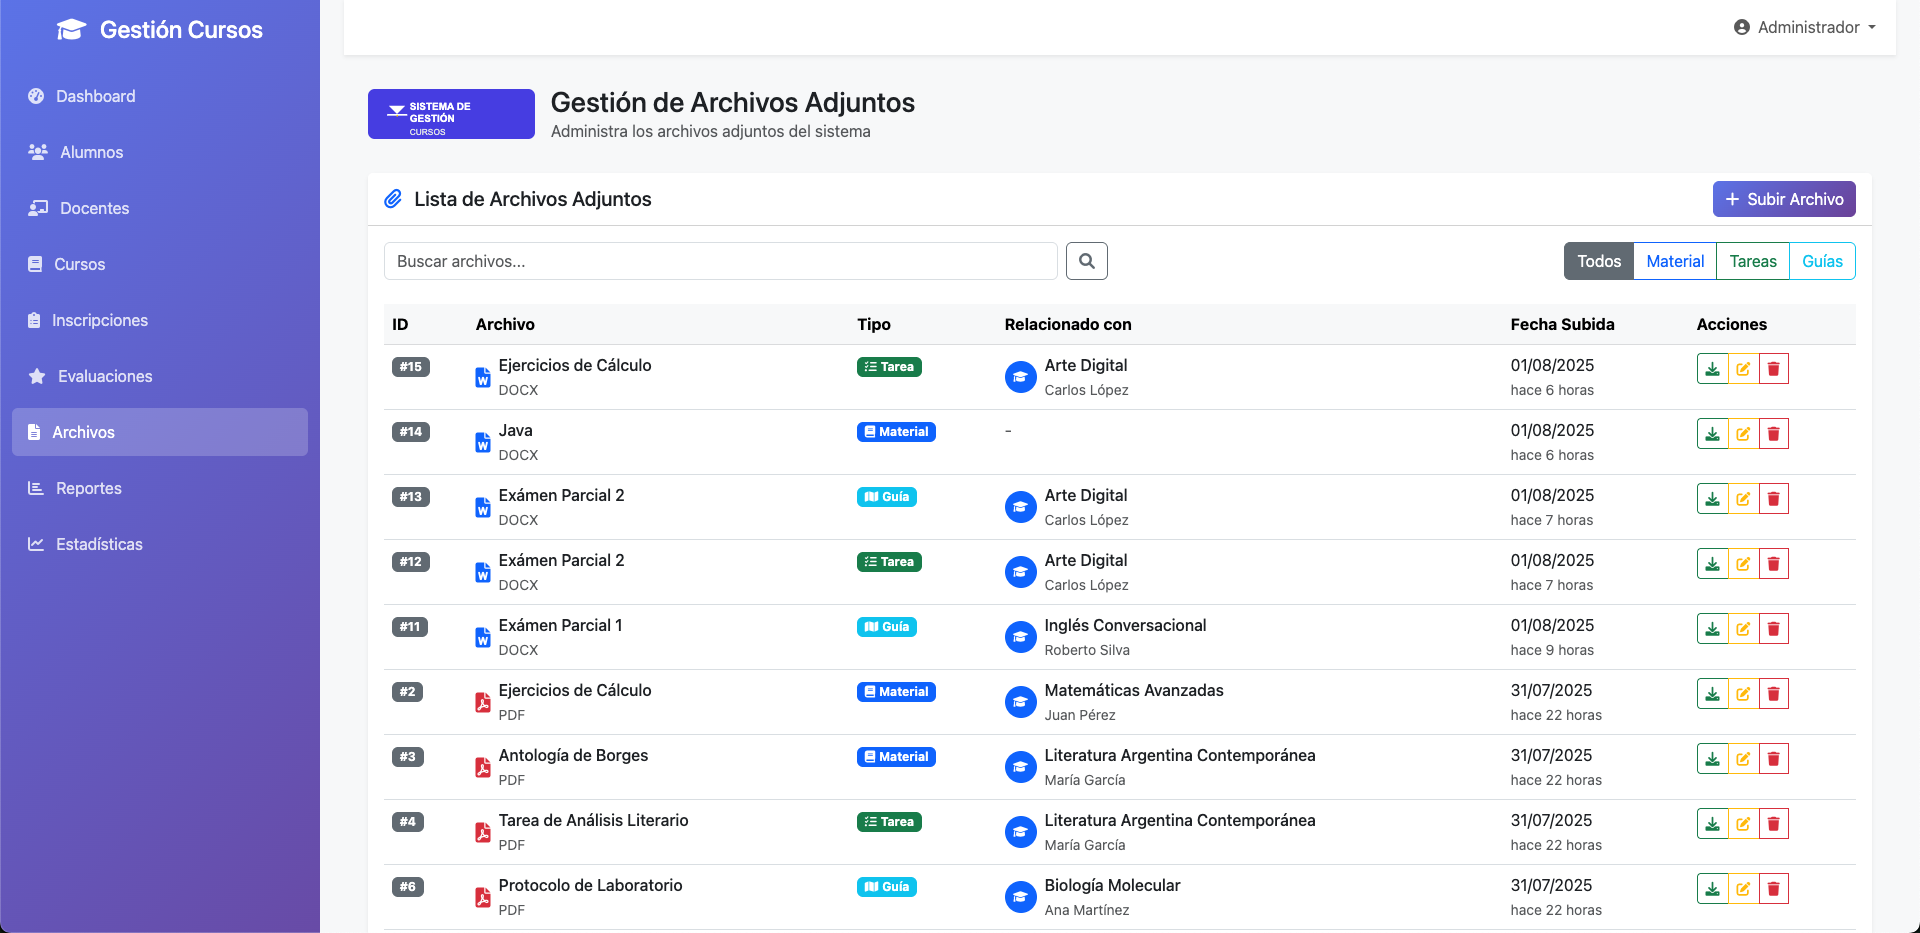 Gestión Cursos
Administrador
Dashboard
Alumnos
Docentes
Cursos
Inscripciones
Evaluaciones
Archivos
Reportes
Estadísticas
SISTEMA DE
GESTIÓN
CURSOS
Gestión de Archivos Adjuntos
Administra los archivos adjuntos del sistema
Lista de Archivos Adjuntos
+ Subir Archivo
Buscar archivos...
Todos Material Tareas Guías
ID Archivo Tipo Relacionado con Fecha Subida Acciones
#15 Ejercicios de Cálculo Tarea Arte Digital 01/08/2025
DOCX Carlos López hace 6 horas
#14 Java Material - 01/08/2025
DOCX hace 6 horas
#13 Exámen Parcial 2 Guía Arte Digital 01/08/2025
DOCX Carlos López hace 7 horas
#12 Exámen Parcial 2 Tarea Arte Digital 01/08/2025
DOCX Carlos López hace 7 horas
#11 Exámen Parcial 1 Guía Inglés Conversacional 01/08/2025
DOCX Roberto Silva hace 9 horas
#2 Ejercicios de Cálculo Material Matemáticas Avanzadas 31/07/2025
PDF Juan Pérez hace 22 horas
#3 Antología de Borges Material Literatura Argentina Contemporánea 31/07/2025
PDF María García hace 22 horas
#4 Tarea de Análisis Literario Tarea Literatura Argentina Contemporánea 31/07/2025
PDF María García hace 22 horas
#6 Protocolo de Laboratorio Guía Biología Molecular 31/07/2025
PDF Ana Martínez hace 22 horas